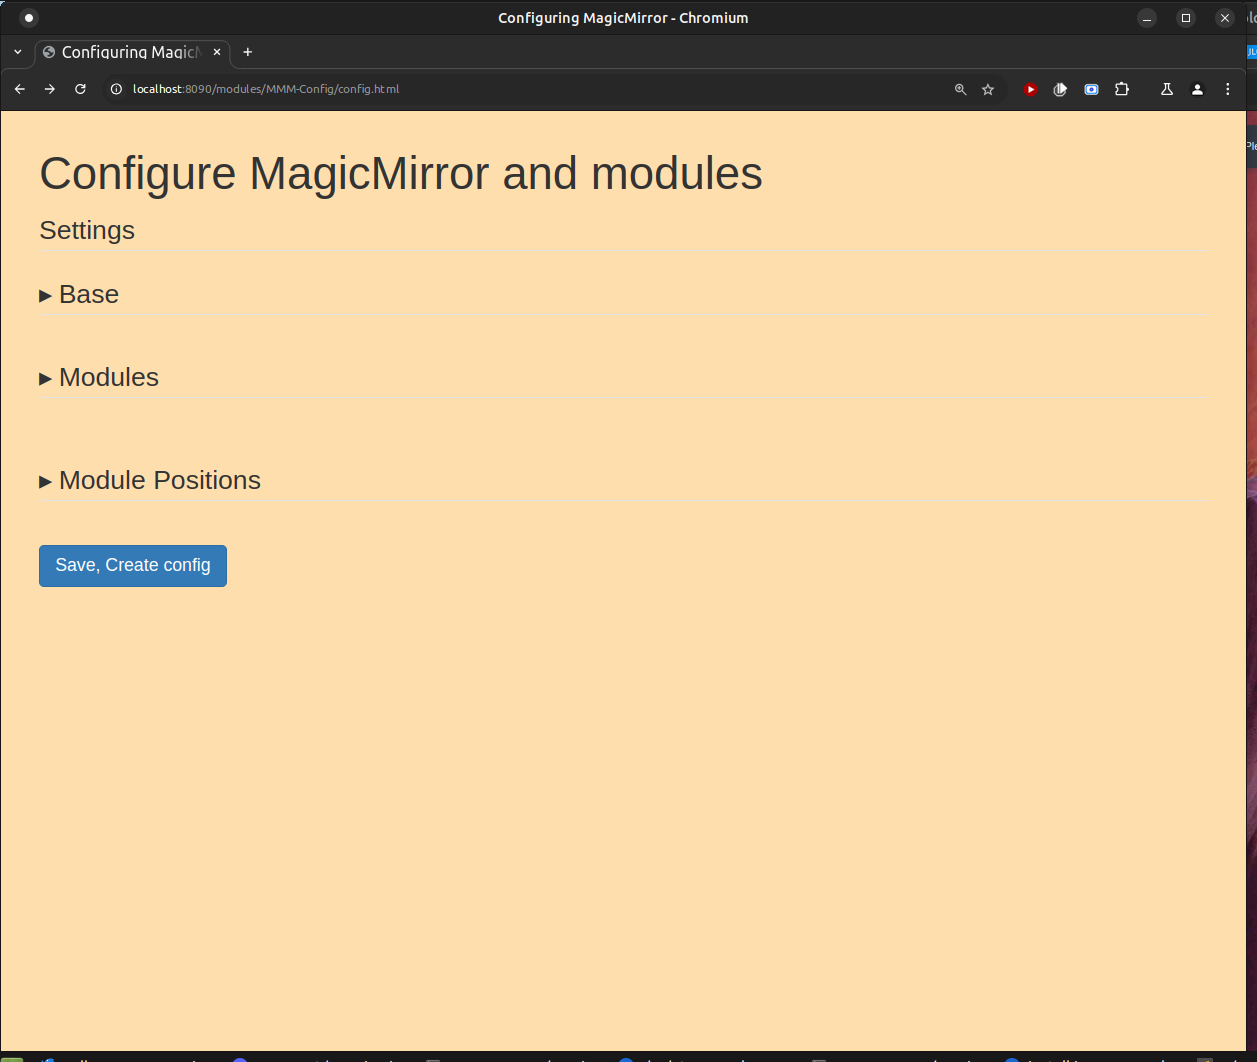 Configuring MagicMirror - Chromium
Configuring Magic
localhost:8090/modules/MMM-Config/config.html
Configure MagicMirror and modules
Settings
Base
Modules
Module Positions
Save, Create config